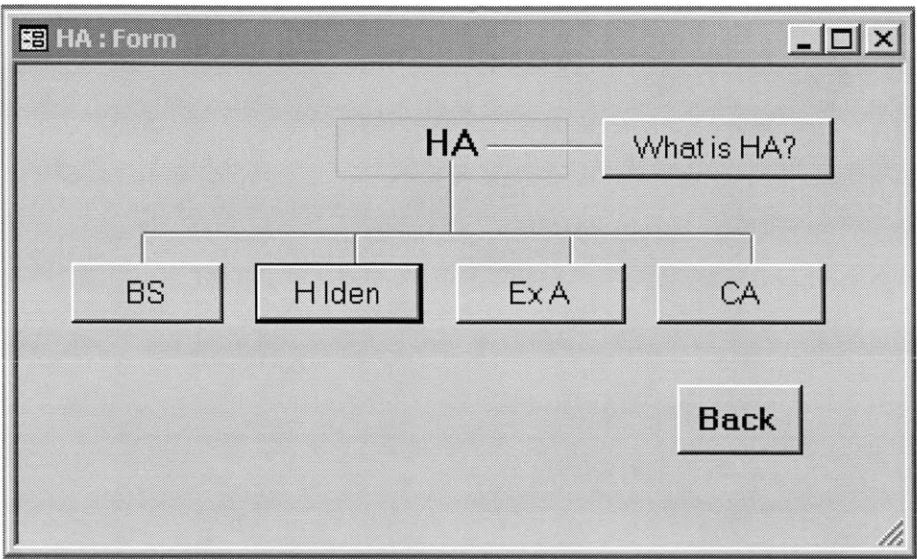 HA : Form
HA
What is HA?
BS
H Iden
Ex A
CA
Back